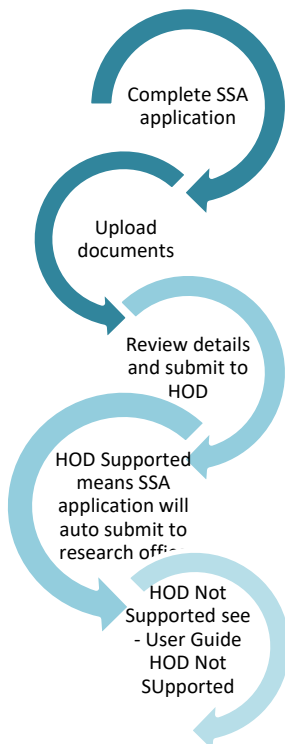 Complete SSA
application
Upload
documents
Review details
and submit to
HOD
HOD Supported
means SSA
application will
auto submit to
research
HOD Not
Supported see
- User Guide
HOD Not
SUpported